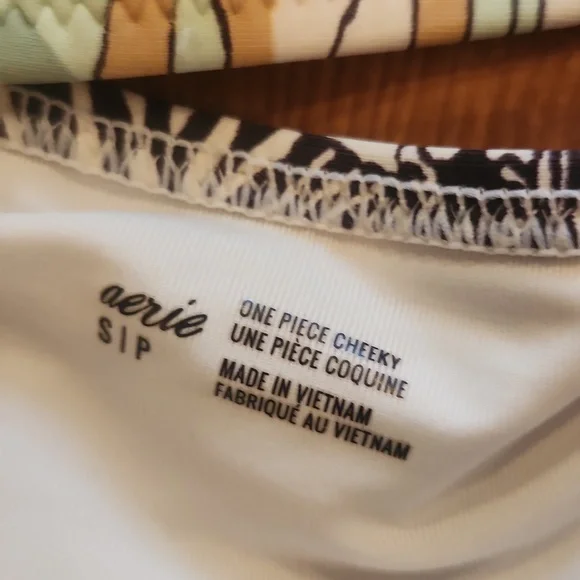 aerie
S | P
ONE PIECE CHEEKY
UNE PIÈCE COQUINE
MADE IN VIETNAM
FABRIQUÉ AU VIETNAM